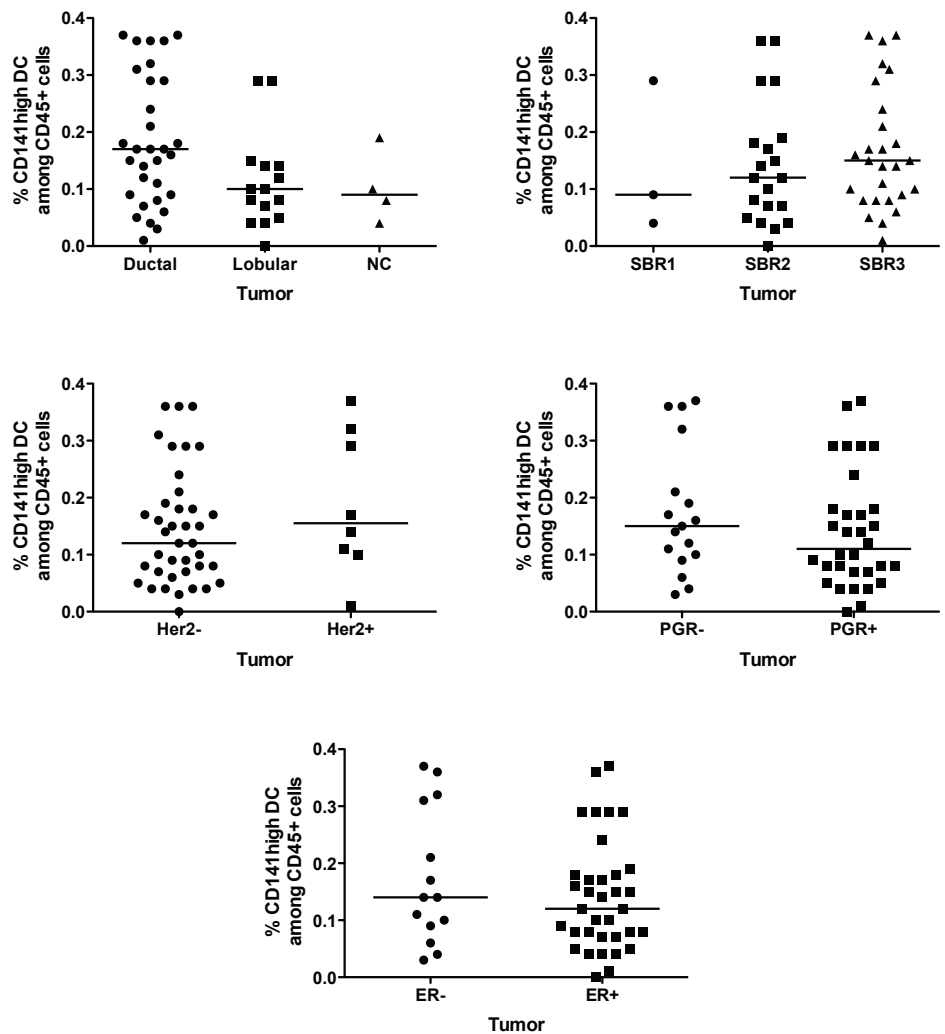 % CD141high DC
among CD45+ cells
0.4
0.3
0.2
0.1
0.0
Ductal Lobular NC
Tumor
% CD141high DC
among CD45+ cells
0.4
0.3
0.2
0.1
0.0
SBR1 SBR2 SBR3
Tumor
% CD141high DC
among CD45+ cells
0.4
0.3
0.2
0.1
0.0
Her2- Her2+
Tumor
% CD141high DC
among CD45+ cells
0.4
0.3
0.2
0.1
0.0
PGR- PGR+
Tumor
% CD141high DC
among CD45+ cells
0.4
0.3
0.2
0.1
0.0
ER- ER+
Tumor